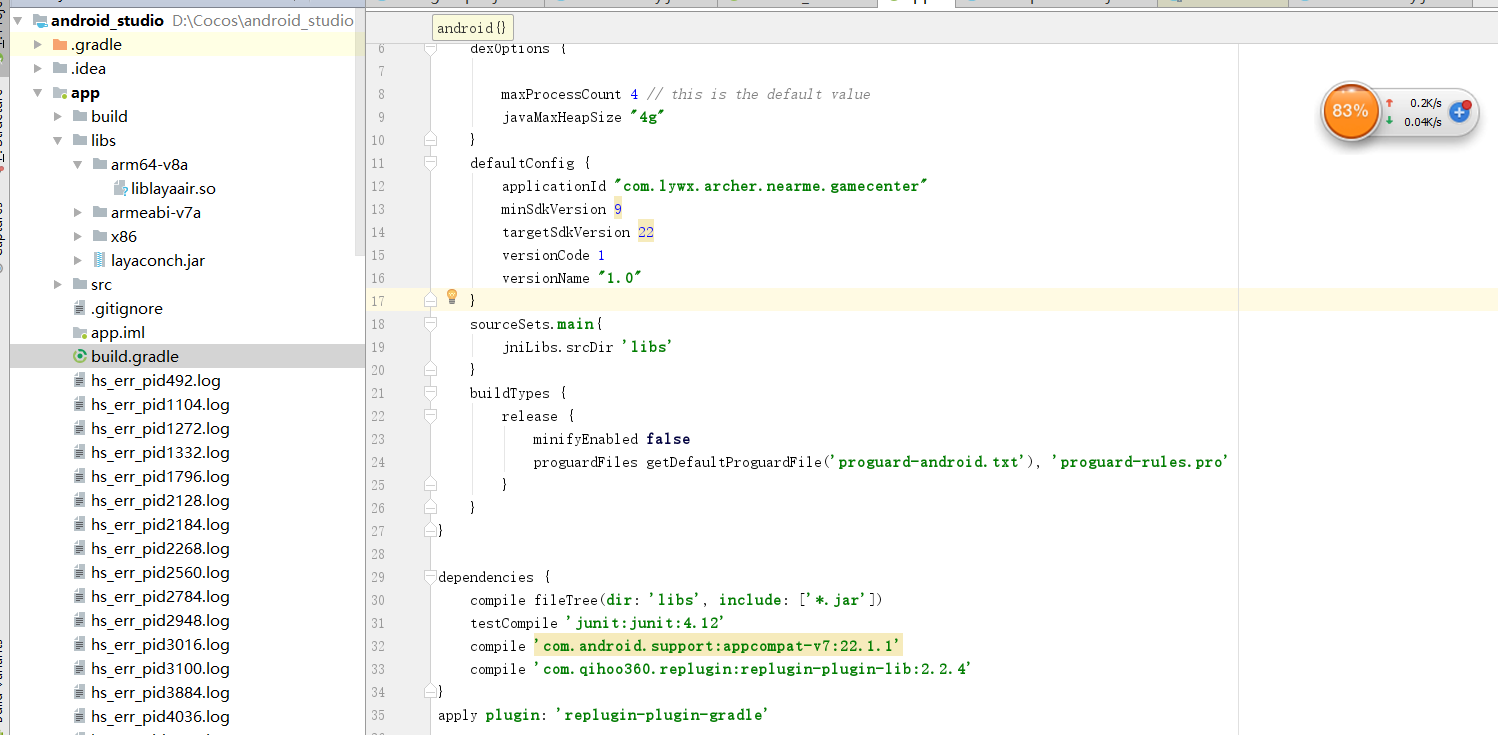 android_studio D:\Cocos\android_studio
.gradle
.idea
app
build
libs
arm64-v8a
liblayaair.so
armeabi-v7a
x86
layaconch.jar
src
.gitignore
app.iml
build.gradle
hs_err_pid492.log
hs_err_pid1104.log
hs_err_pid1272.log
hs_err_pid1332.log
hs_err_pid1796.log
hs_err_pid2128.log
hs_err_pid2184.log
hs_err_pid2268.log
hs_err_pid2560.log
hs_err_pid2784.log
hs_err_pid2948.log
hs_err_pid3016.log
hs_err_pid3100.log
hs_err_pid3884.log
hs_err_pid4036.log
android{}
6 dexOptions {
7
8 maxProcessCount 4 // this is the default value
9 javaMaxHeapSize "4g"
10 }
11 defaultConfig {
12 applicationId "com.lywx.archer.nearme.gamecenter"
13 minSdkVersion 9
14 targetSdkVersion 22
15 versionCode 1
16 versionName "1.0"
17 }
18 sourceSets.main{
19 jniLibs.srcDir 'libs'
20 }
21 buildTypes {
22 release {
23 minifyEnabled false
24 proguardFiles getDefaultProguardFile('proguard-android.txt'), 'proguard-rules.pro'
25 }
26 }
27 }
28
29 dependencies {
30 compile fileTree(dir: 'libs', include: ['*.jar'])
31 testCompile 'junit:junit:4.12'
32 compile 'com.android.support:appcompat-v7:22.1.1'
33 compile 'com.qihoo360.replugin:replugin-plugin-lib:2.2.4'
34 }
35 apply plugin: 'replugin-plugin-gradle'
83%
0.2K/s
0.04K/s